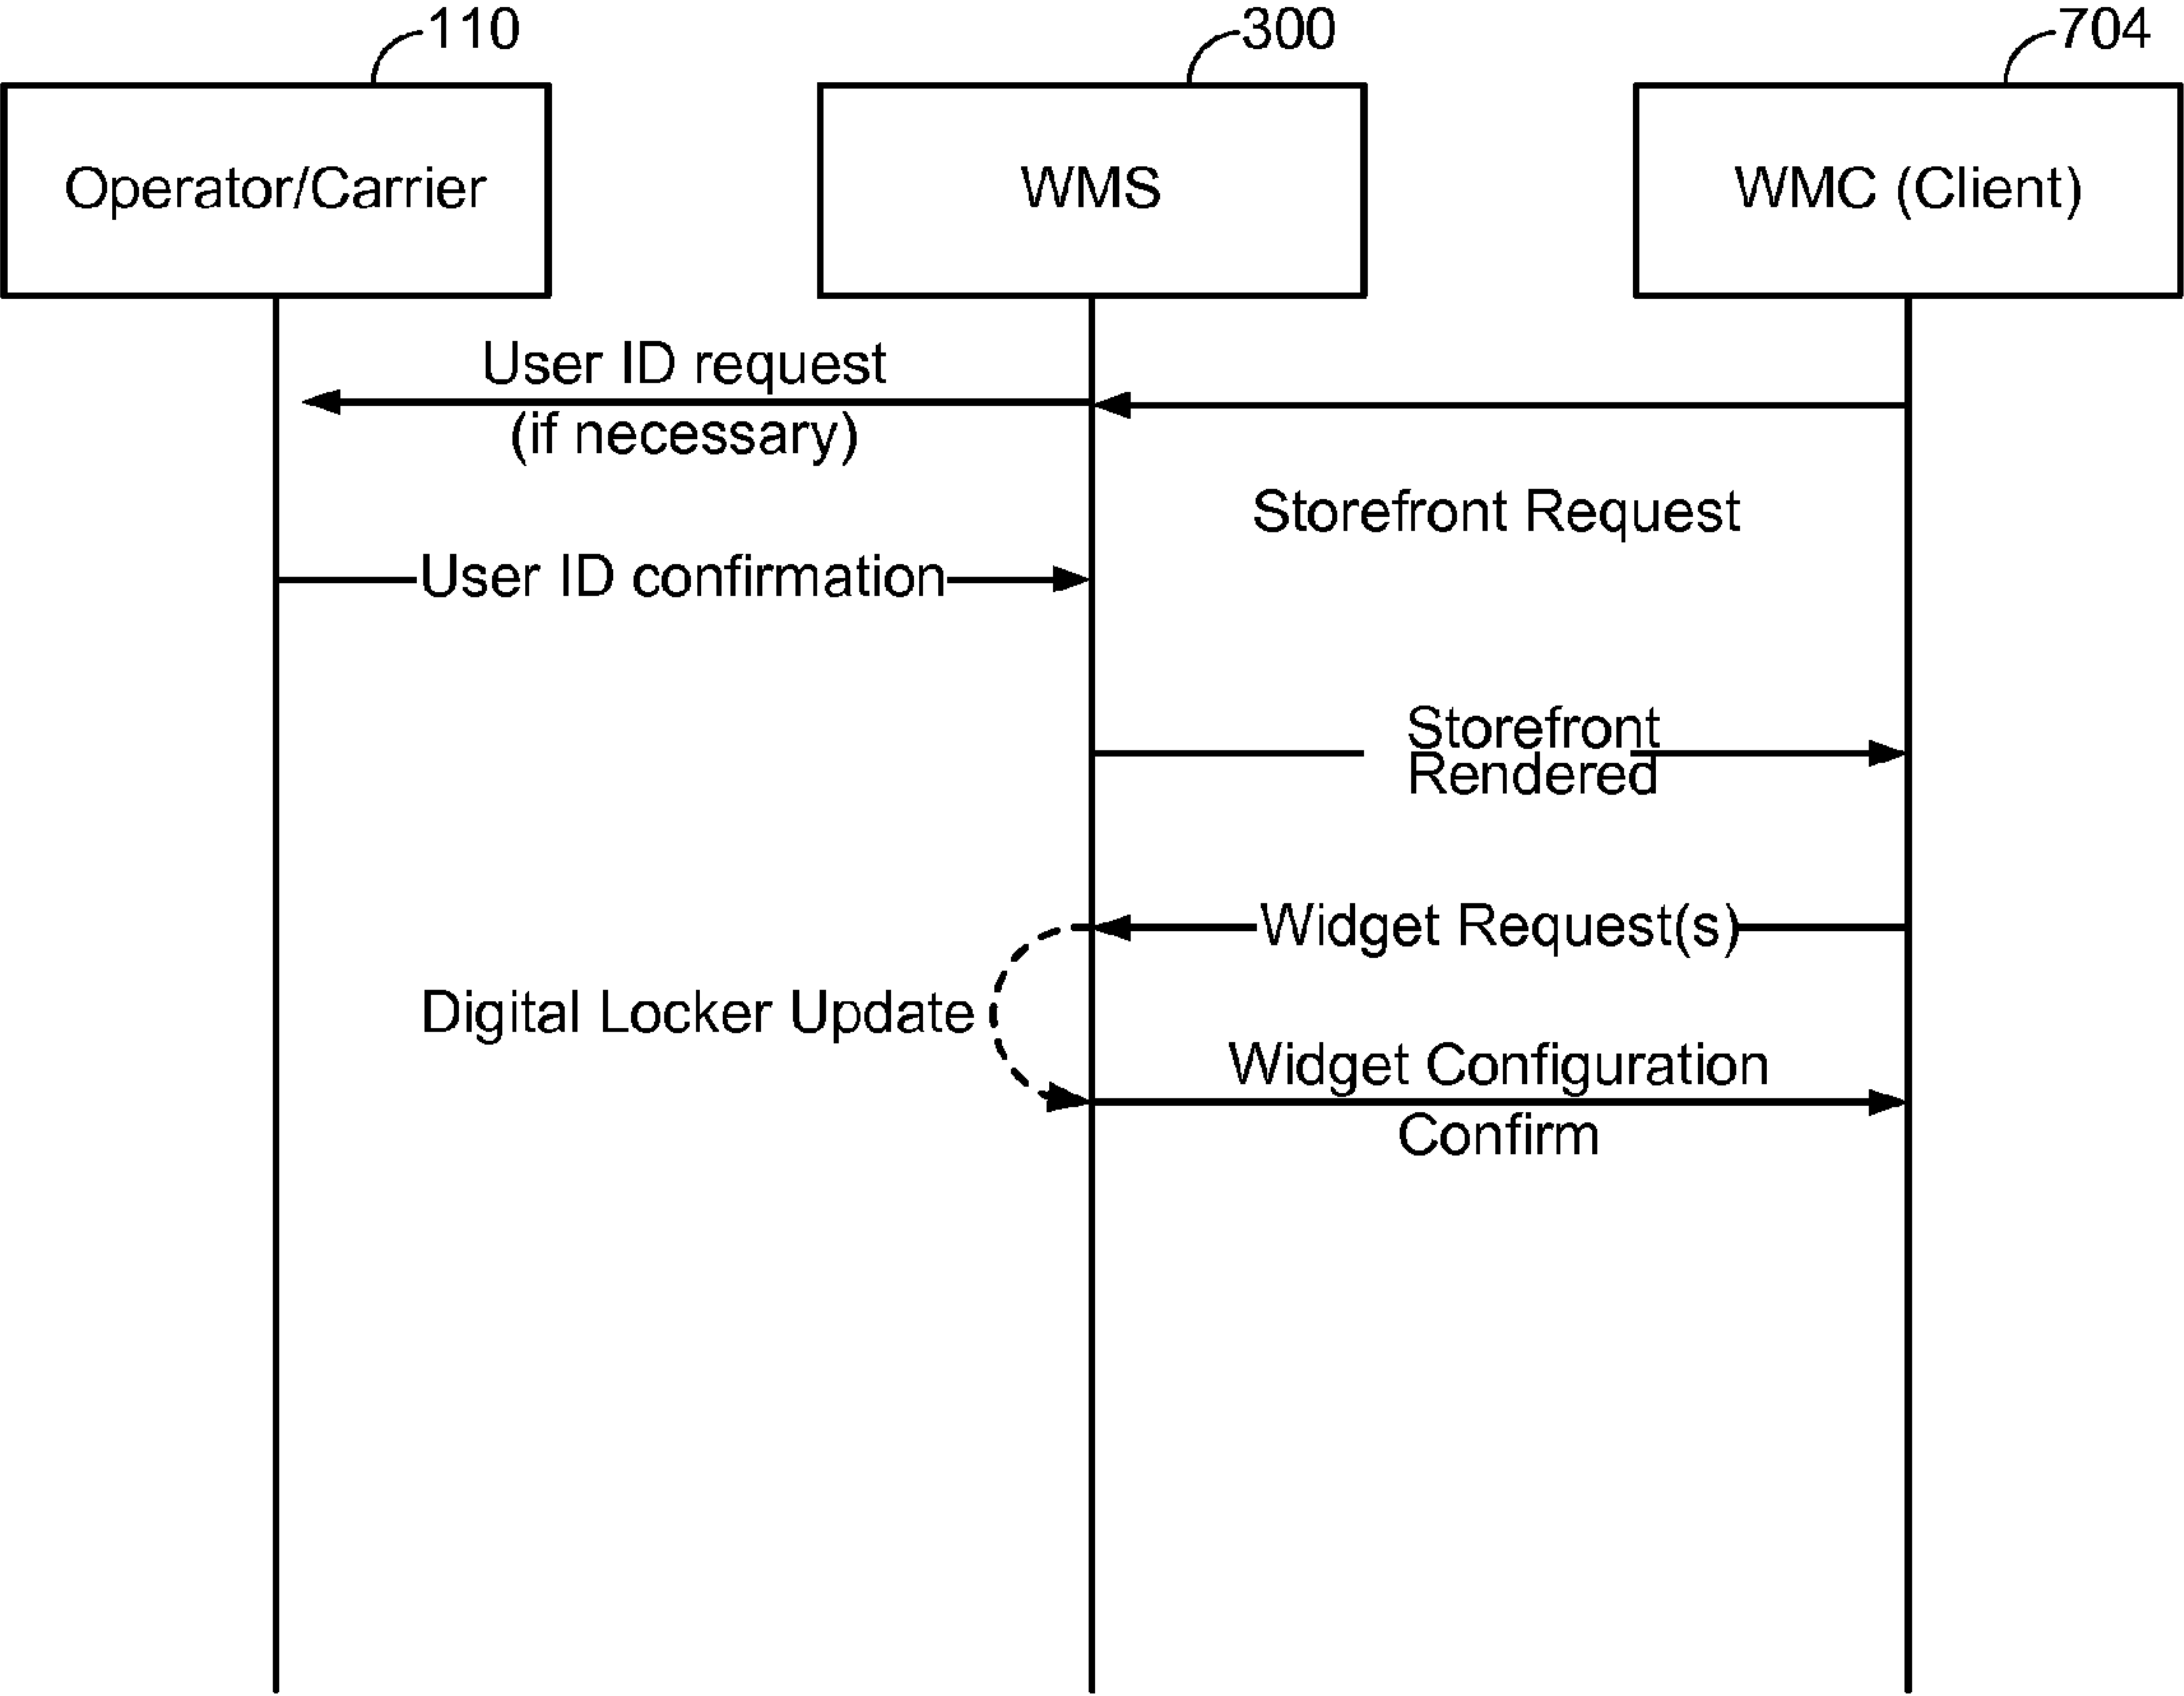 110
300
704
Operator/Carrier
WMS
WMC (Client)
User ID request
(if necessary)
Storefront Request
User ID confirmation
Storefront
Rendered
Widget Request(s)
Digital Locker Update
Widget Configuration
Confirm